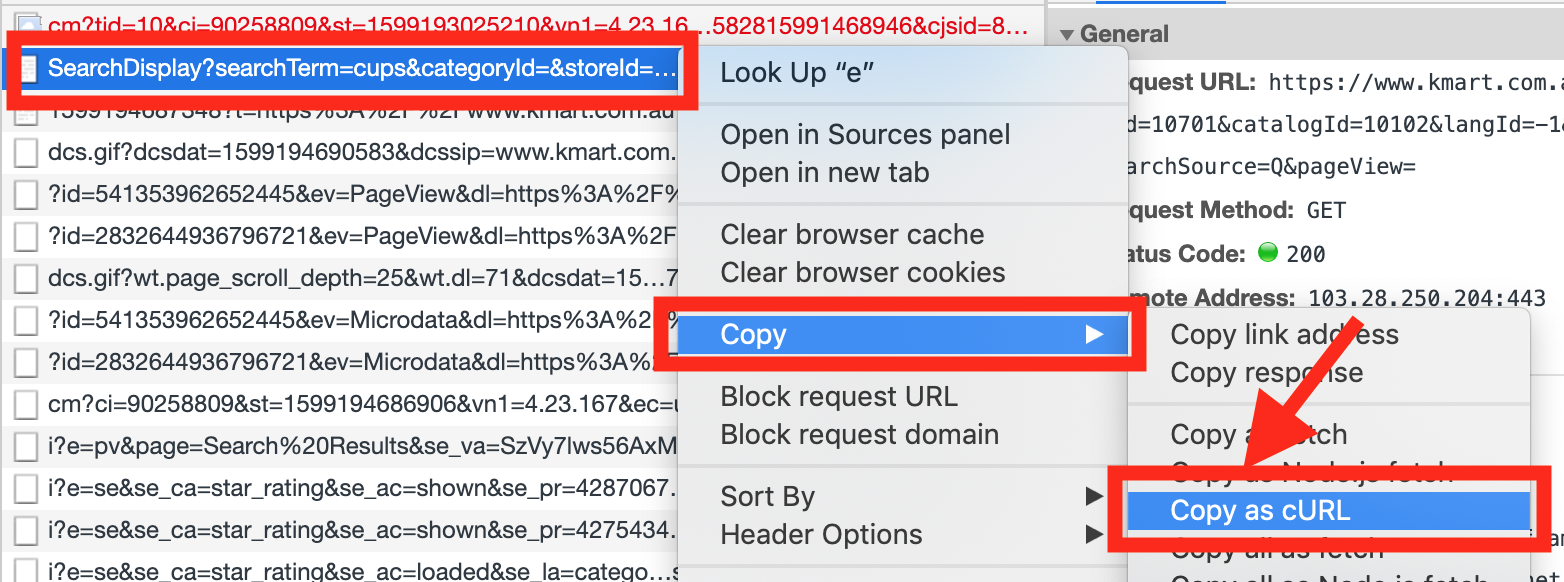 cm?tid=10&ci=90258809&st=1599193025210&vn1=4.23.16…582815991468946&cjsid=8…
SearchDisplay?searchTerm=cups&categoryId=&storeId=…
1599194687348?t=https%3A%2F%2Fwww.kmart.com.au
dcs.gif?dcsdat=1599194690583&dcssip=www.kmart.com.
?id=541353962652445&ev=PageView&dl=https%3A%2F%
?id=2832644936796721&ev=PageView&dl=https%3A%2F
dcs.gif?wt.page_scroll_depth=25&wt.dl=71&dcsdat=15…7
?id=541353962652445&ev=Microdata&dl=https%3A%2F%
?id=2832644936796721&ev=Microdata&dl=https%3A%2F
cm?ci=90258809&st=1599194686906&vn1=4.23.167&ec=u
i?e=pv&page=Search%20Results&se_va=SzVy7lws56AxM
i?e=se&se_ca=star_rating&se_ac=shown&se_pr=4287067.
i?e=se&se_ca=star_rating&se_ac=shown&se_pr=4275434.
i?e=se&se_ca=star_rating&se_ac=loaded&se_la=catego…s
Look Up “e”
Open in Sources panel
Open in new tab
Clear browser cache
Clear browser cookies
Copy
Block request URL
Block request domain
Sort By
Header Options
General
quest URL: https://www.kmart.com.a
d=10701&catalogId=10102&langId=-1&
archSource=Q&pageView=
quest Method: GET
atus Code: 200
mote Address: 103.28.250.204:443
Copy link address
Copy response
Copy as fetch
Copy as Node.js fetch
Copy as cURL
Copy all as fetch
Copy all as Node.js fetch